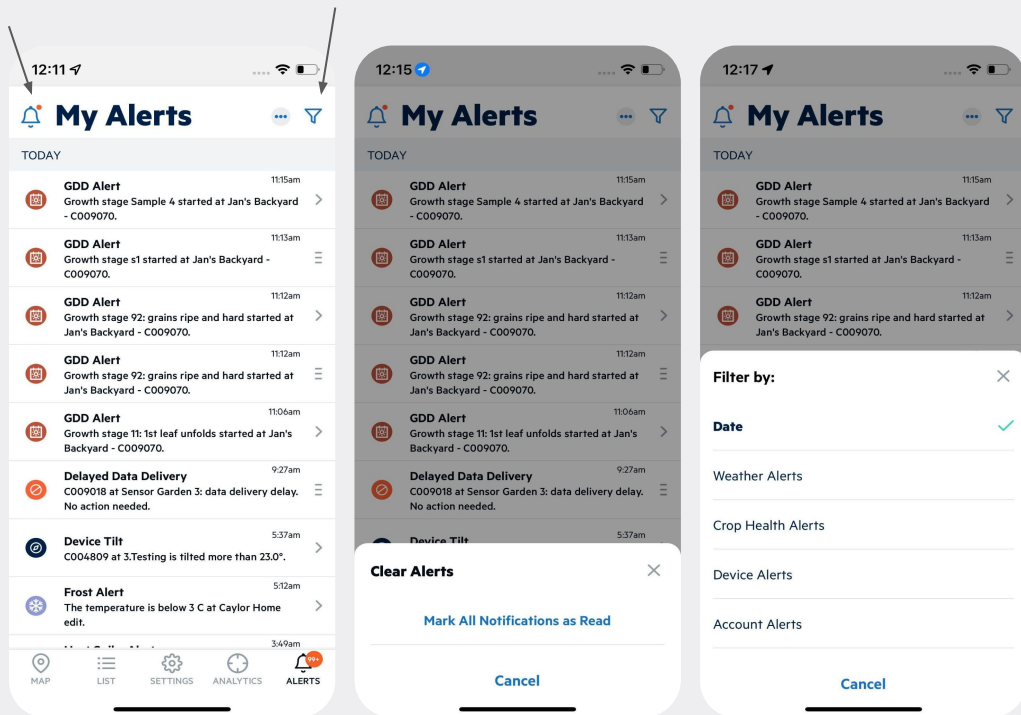 12:11
My Alerts
TODAY
11:15am
GDD Alert
Growth stage Sample 4 started at Jan's Backyard
- C009070.
11:13am
GDD Alert
Growth stage s1 started at Jan's Backyard -
C009070.
11:12am
GDD Alert
Growth stage 92: grains ripe and hard started at
Jan's Backyard - C009070.
11:12am
GDD Alert
Growth stage 92: grains ripe and hard started at
Jan's Backyard - C009070.
11:06am
GDD Alert
Growth stage 11: 1st leaf unfolds started at Jan's
Backyard - C009070.
9:27am
Delayed Data Delivery
C009018 at Sensor Garden 3: data delivery delay.
No action needed.
5:37am
Device Tilt
C004809 at 3.Testing is tilted more than 23.0°.
5:12am
Frost Alert
The temperature is below 3 C at Caylor Home
edit.
3:49am
99+
MAP
LIST
SETTINGS
ANALYTICS
ALERTS
12:15
My Alerts
TODAY
11:15am
GDD Alert
Growth stage Sample 4 started at Jan's Backyard
- C009070.
11:13am
GDD Alert
Growth stage s1 started at Jan's Backyard -
C009070.
11:12am
GDD Alert
Growth stage 92: grains ripe and hard started at
Jan's Backyard - C009070.
11:12am
GDD Alert
Growth stage 92: grains ripe and hard started at
Jan's Backyard - C009070.
11:06am
GDD Alert
Growth stage 11: 1st leaf unfolds started at Jan's
Backyard - C009070.
9:27am
Delayed Data Delivery
C009018 at Sensor Garden 3: data delivery delay.
No action needed.
5:37am
Device Tilt
Clear Alerts
Mark All Notifications as Read
Cancel
12:17
My Alerts
TODAY
11:15am
GDD Alert
Growth stage Sample 4 started at Jan's Backyard
- C009070.
11:13am
GDD Alert
Growth stage s1 started at Jan's Backyard -
C009070.
11:12am
GDD Alert
Growth stage 92: grains ripe and hard started at
Jan's Backyard - C009070.
Filter by:
Date
Weather Alerts
Crop Health Alerts
Device Alerts
Account Alerts
Cancel